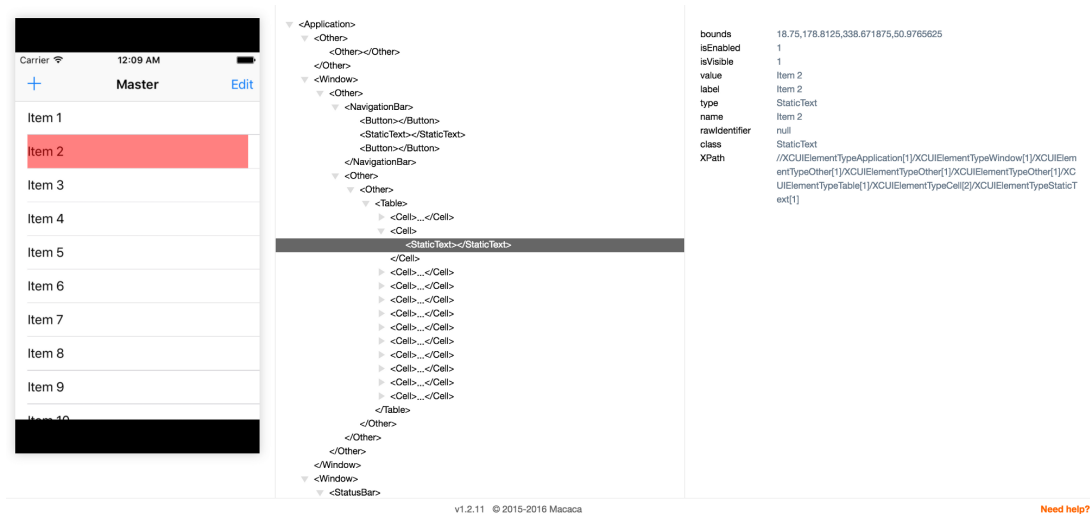 Carrier 12:09 AM
+ Master Edit
Item 1
Item 2
Item 3
Item 4
Item 5
Item 6
Item 7
Item 8
Item 9
Item 10
<Application>
<Other>
<Other></Other>
</Other>
<Window>
<Other>
<NavigationBar>
<Button></Button>
<StaticText></StaticText>
<Button></Button>
</NavigationBar>
<Other>
<Other>
<Table>
<Cell>...</Cell>
<Cell>
<StaticText></StaticText>
</Cell>
<Cell>...</Cell>
<Cell>...</Cell>
<Cell>...</Cell>
<Cell>...</Cell>
<Cell>...</Cell>
<Cell>...</Cell>
<Cell>...</Cell>
<Cell>...</Cell>
<Cell>...</Cell>
<Cell>...</Cell>
</Table>
</Other>
</Other>
</Other>
</Window>
<Window>
<StatusBar>
bounds 18.75,178.8125,338.671875,50.9765625
isEnabled 1
isVisible 1
value Item 2
label Item 2
type StaticText
name Item 2
rawIdentifier null
class StaticText
XPath //XCUIElementTypeApplication[1]/XCUIElementTypeWindow[1]/XCUIElem
entTypeOther[1]/XCUIElementTypeOther[1]/XCUIElementTypeOther[1]/XC
UIElementTypeTable[1]/XCUIElementTypeCell[2]/XCUIElementTypeStaticT
ext[1]
v1.2.11 © 2015-2016 Macaca
Need help?